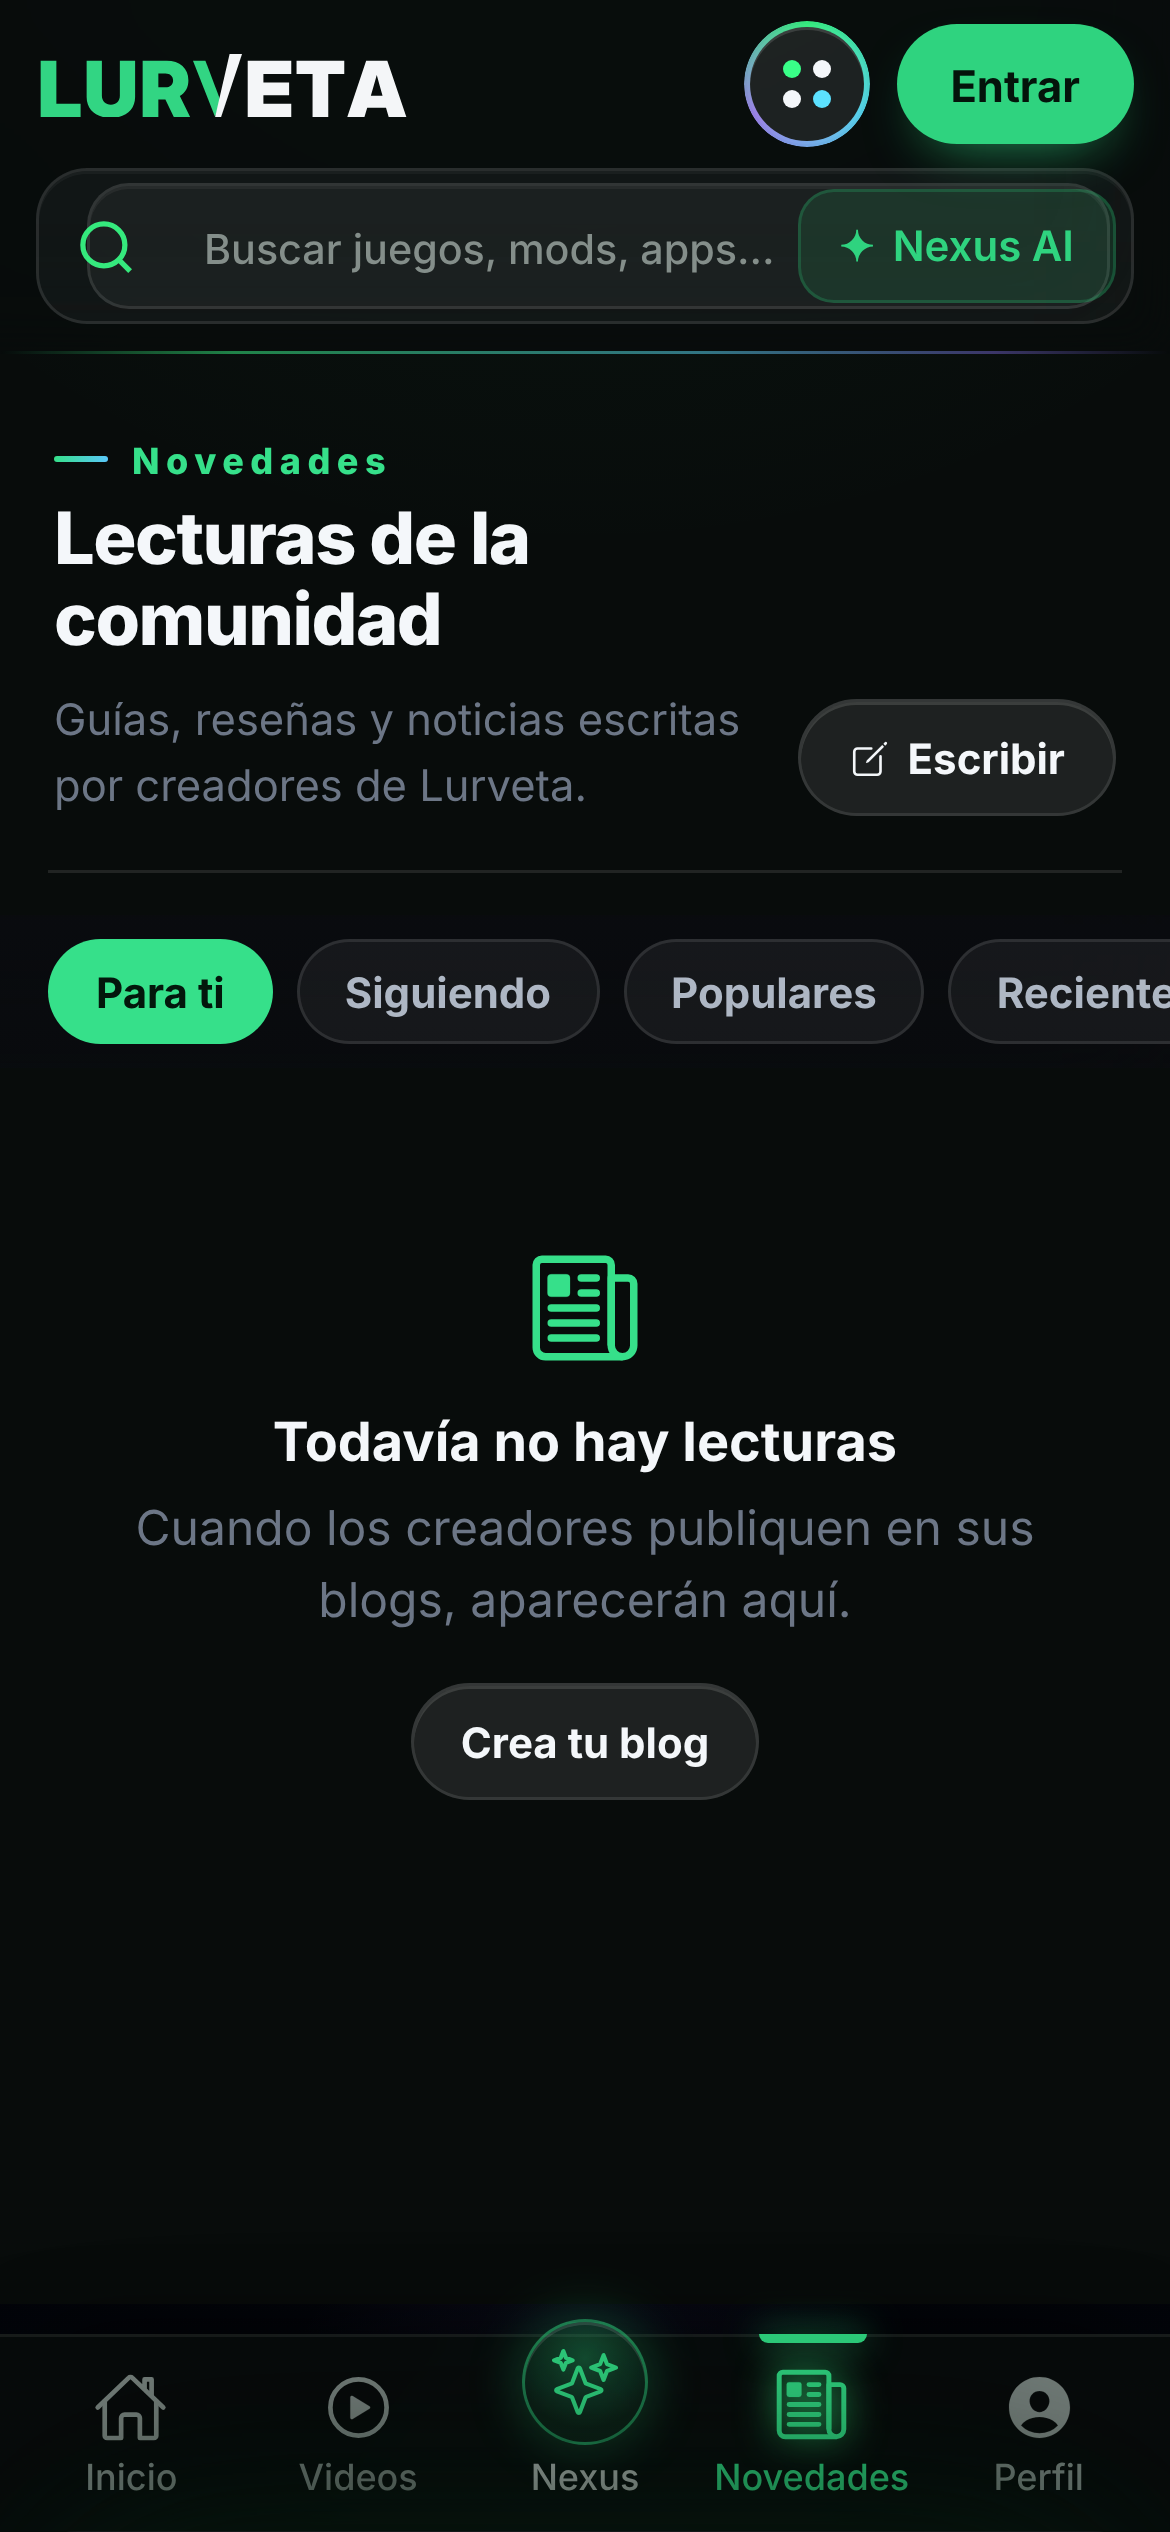 LURVETA
Entrar
Buscar juegos, mods, apps...
Nexus AI
Novedades
Lecturas de la
comunidad
Guías, reseñas y noticias escritas
por creadores de Lurveta.
Escribir
Para ti
Siguiendo
Populares
Reciente
Todavía no hay lecturas
Cuando los creadores publiquen en sus
blogs, aparecerán aquí.
Crea tu blog
Inicio
Videos
Nexus
Novedades
Perfil